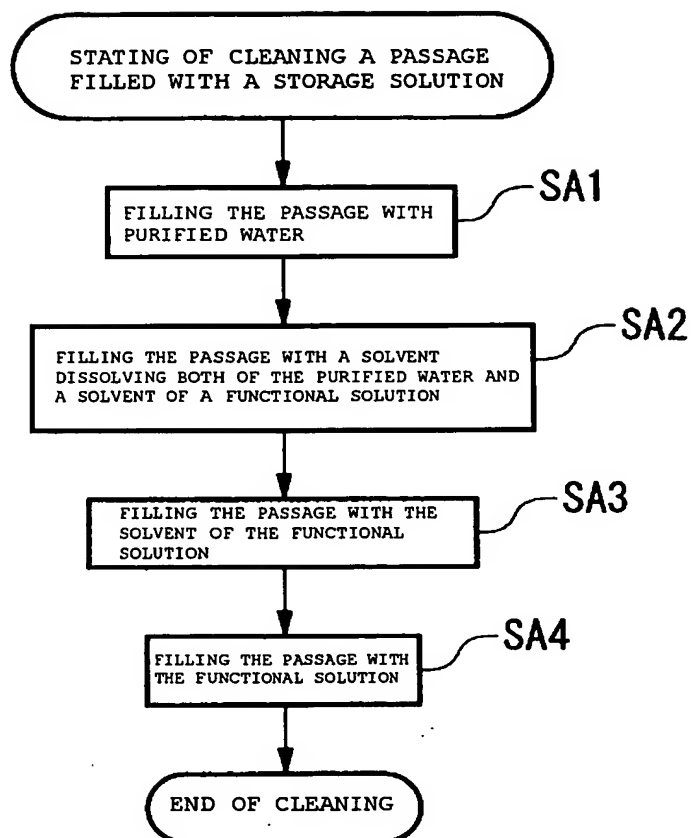 STATING OF CLEANING A PASSAGE
FILLED WITH A STORAGE SOLUTION
SA1
FILLING THE PASSAGE WITH
PURIFIED WATER
SA2
FILLING THE PASSAGE WITH A SOLVENT
DISSOLVING BOTH OF THE PURIFIED WATER AND
A SOLVENT OF A FUNCTIONAL SOLUTION
SA3
FILLING THE PASSAGE WITH THE
SOLVENT OF THE FUNCTIONAL
SOLUTION
SA4
FILLING THE PASSAGE WITH
THE FUNCTIONAL SOLUTION
END OF CLEANING